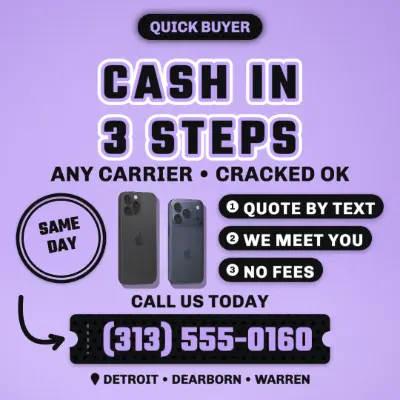 QUICK BUYER
CASH IN
3 STEPS
ANY CARRIER • CRACKED OK
SAME
DAY
1 QUOTE BY TEXT
2 WE MEET YOU
3 NO FEES
CALL US TODAY
(313) 555-0160
DETROIT • DEARBORN • WARREN